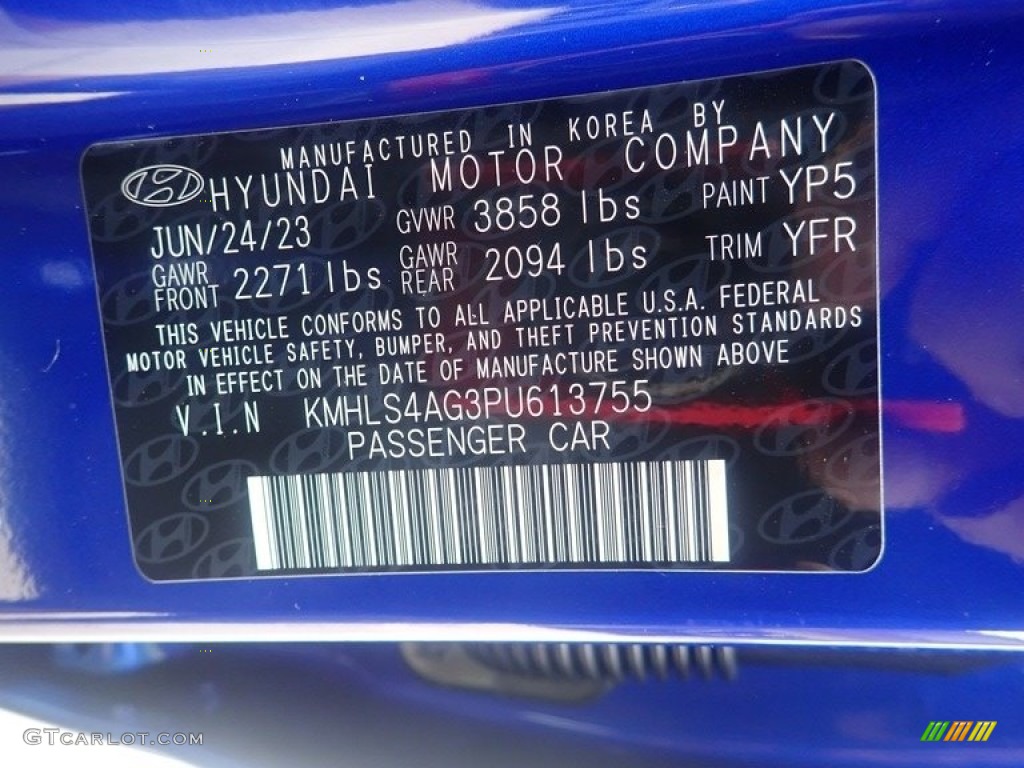 MANUFACTURED IN KOREA BY
HYUNDAI MOTOR COMPANY
JUN/24/23 GVWR 3858 lbs PAINT YP5
GAWR FRONT 2271 lbs GAWR REAR 2094 lbs TRIM YFR
THIS VEHICLE CONFORMS TO ALL APPLICABLE U.S.A. FEDERAL
MOTOR VEHICLE SAFETY, BUMPER, AND THEFT PREVENTION STANDARDS
IN EFFECT ON THE DATE OF MANUFACTURE SHOWN ABOVE
V.I.N KMHLS4AG3PU613755
PASSENGER CAR
GTCarLot.com